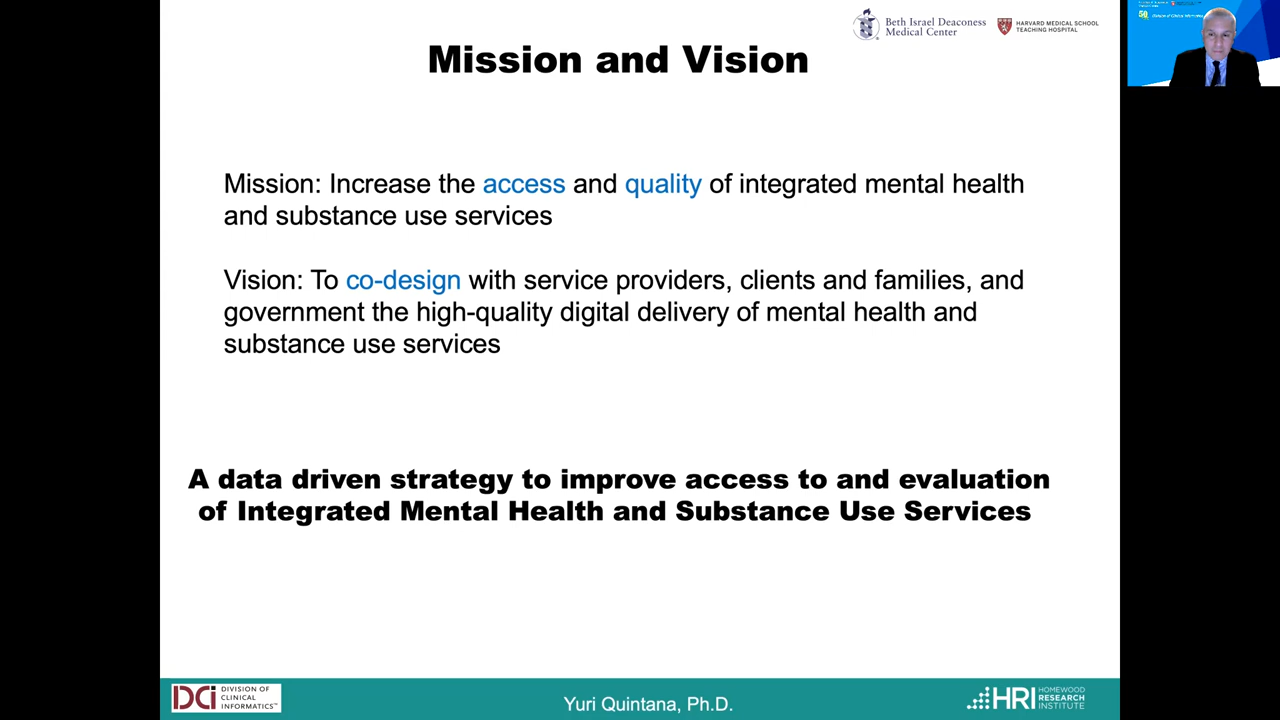 Beth Israel Deaconess
Medical Center
HARVARD MEDICAL SCHOOL
TEACHING HOSPITAL
Mission and Vision
Mission: Increase the access and quality of integrated mental health
and substance use services
Vision: To co-design with service providers, clients and families, and
government the high-quality digital delivery of mental health and
substance use services
A data driven strategy to improve access to and evaluation
of Integrated Mental Health and Substance Use Services
DCI
DIVISION OF
CLINICAL
INFORMATICS™
Yuri Quintana, Ph.D.
HRI
HOMEWOOD
RESEARCH
INSTITUTE